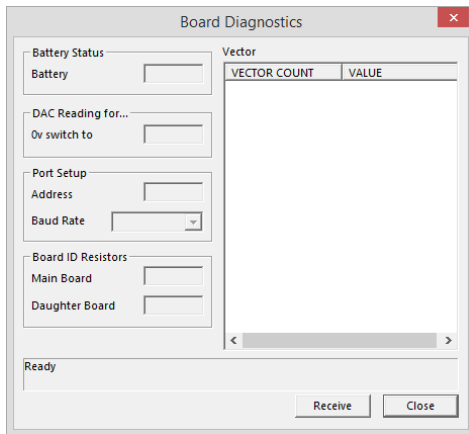 Board Diagnostics
Battery Status
Battery
DAC Reading for...
0v switch to
Port Setup
Address
Baud Rate
Board ID Resistors
Main Board
Daughter Board
Vector
VECTOR COUNT VALUE
Ready
Receive Close